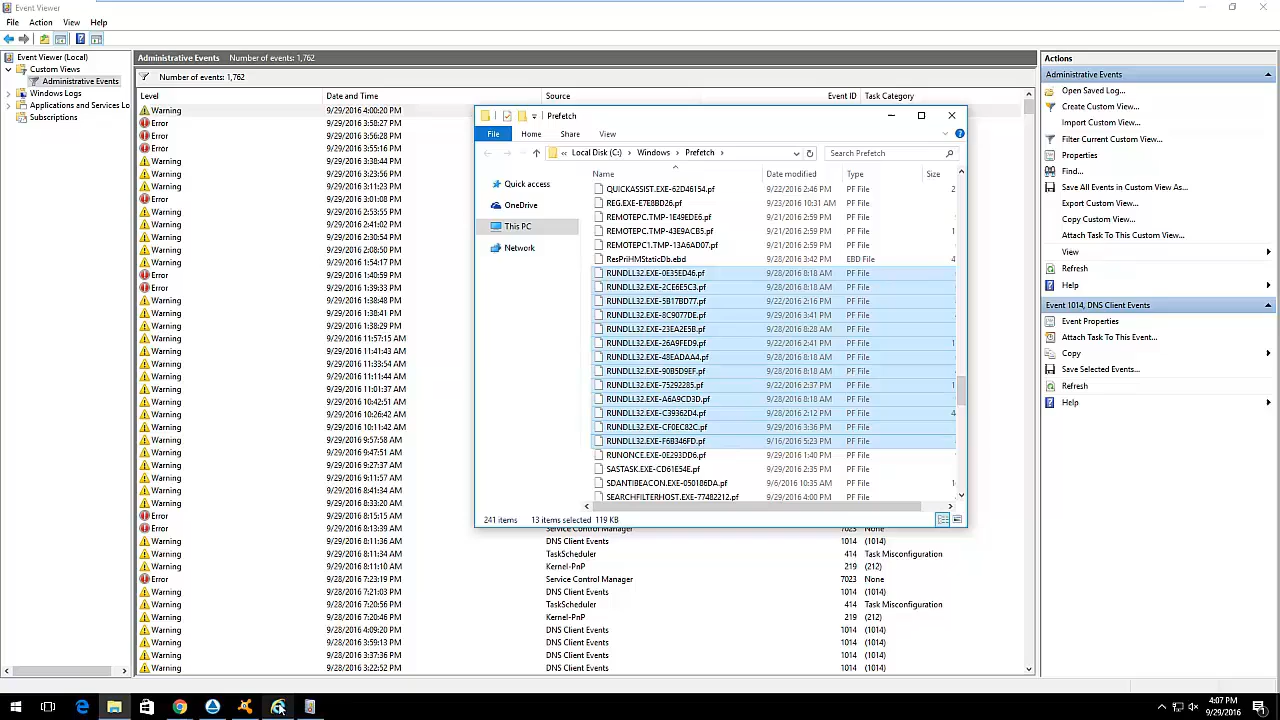 Event Viewer
File Action View Help
Event Viewer (Local)
Custom Views
Administrative Events
Windows Logs
Applications and Services Lo
Subscriptions
Administrative Events Number of events: 1,762
Number of events: 1,762
Level Date and Time Source Event ID Task Category
Warning 9/29/2016 4:00:20 PM
Error 9/29/2016 3:58:27 PM
Error 9/29/2016 3:56:28 PM
Error 9/29/2016 3:55:16 PM
Warning 9/29/2016 3:38:44 PM
Warning 9/29/2016 3:23:56 PM
Warning 9/29/2016 3:11:23 PM
Error 9/29/2016 3:01:08 PM
Warning 9/29/2016 2:53:55 PM
Warning 9/29/2016 2:41:02 PM
Warning 9/29/2016 2:30:54 PM
Warning 9/29/2016 2:08:50 PM
Warning 9/29/2016 2:10:36 PM
Error 9/29/2016 1:40:59 PM
Error 9/29/2016 1:39:33 PM
Warning 9/29/2016 1:38:48 PM
Warning 9/29/2016 1:38:41 PM
Warning 9/29/2016 1:38:29 PM
Warning 9/29/2016 11:57:15 AM
Warning 9/29/2016 11:41:43 AM
Warning 9/29/2016 11:33:54 AM
Warning 9/29/2016 11:11:44 AM
Warning 9/29/2016 11:01:37 AM
Warning 9/29/2016 10:42:51 AM
Warning 9/29/2016 10:26:42 AM
Warning 9/29/2016 10:11:42 AM
Warning 9/29/2016 9:57:58 AM
Warning 9/29/2016 9:47:51 AM
Warning 9/29/2016 9:27:37 AM
Warning 9/29/2016 9:11:57 AM
Warning 9/29/2016 8:41:34 AM
Warning 9/29/2016 8:33:20 AM
Error 9/29/2016 8:15:15 AM
Error 9/29/2016 8:13:39 AM Service Control Manager 7023 None
Warning 9/29/2016 8:11:36 AM DNS Client Events 1014 (1014)
Warning 9/29/2016 8:11:34 AM TaskScheduler 414 Task Misconfiguration
Warning 9/29/2016 8:11:30 AM Kernel-PnP 219 (212)
Error 9/28/2016 7:23:19 PM Service Control Manager 7023 None
Warning 9/28/2016 7:21:03 PM DNS Client Events 1014 (1014)
Warning 9/28/2016 7:20:56 PM TaskScheduler 414 Task Misconfiguration
Warning 9/28/2016 7:20:46 PM Kernel-PnP 219 (212)
Warning 9/28/2016 4:09:20 PM DNS Client Events 1014 (1014)
Warning 9/28/2016 3:59:13 PM DNS Client Events 1014 (1014)
Warning 9/28/2016 3:37:36 PM DNS Client Events 1014 (1014)
Warning 9/28/2016 3:22:52 PM DNS Client Events 1014 (1014)
Prefetch
File Home Share View
« Local Disk (C:) > Windows > Prefetch > Search Prefetch
Quick access
OneDrive
This PC
Network
Name Date modified Type Size
QUICKASSIST.EXE-62D46154.pf 9/22/2016 2:46 PM PF File 2
REG.EXE-E7E8BD26.pf 9/23/2016 10:31 AM PF File
REMOTEPC.TMP-1E49EDE6.pf 9/21/2016 2:59 PM PF File
REMOTEPC.TMP-43E9ACB5.pf 9/21/2016 2:59 PM PF File 1
REMOTEPC1.TMP-13A6AD07.pf 9/21/2016 2:59 PM PF File
ResPriHMStaticDb.ebd 9/28/2016 8:18 AM EBD File 4
RUNDLL32.EXE-0E35ED46.pf 9/28/2016 8:18 AM PF File
RUNDLL32.EXE-2CE6E5C3.pf 9/28/2016 8:18 AM PF File
RUNDLL32.EXE-5B17BD77.pf 9/22/2016 2:16 PM PF File
RUNDLL32.EXE-8C9077DE.pf 9/29/2016 3:41 PM PF File
RUNDLL32.EXE-23EA2E5B.pf 9/28/2016 8:28 AM PF File
RUNDLL32.EXE-26A9FED9.pf 9/22/2016 2:41 PM PF File 1
RUNDLL32.EXE-48EADAA4.pf 9/28/2016 8:18 AM PF File
RUNDLL32.EXE-90B5D9EF.pf 9/28/2016 8:18 AM PF File
RUNDLL32.EXE-75292285.pf 9/22/2016 2:37 PM PF File 1
RUNDLL32.EXE-A6A9CD3D.pf 9/28/2016 8:18 AM PF File
RUNDLL32.EXE-C39362D4.pf 9/28/2016 2:12 PM PF File 4
RUNDLL32.EXE-CF0EC82C.pf 9/29/2016 3:36 PM PF File
RUNDLL32.EXE-F6B346FD.pf 9/16/2016 5:23 PM PF File
RUNONCE.EXE-0E293DD6.pf 9/29/2016 1:40 PM PF File
SASTASK.EXE-CD61E54E.pf 9/29/2016 2:35 PM PF File
SDANTIBEACON.EXE-050186DA.pf 9/6/2016 10:35 AM PF File 1
SEARCHFILTERHOST.EXE-77482212.pf 9/29/2016 4:00 PM PF File
241 items 13 items selected 119 KB
Actions
Administrative Events
Open Saved Log...
Create Custom View...
Import Custom View...
Filter Current Custom View...
Properties
Find...
Save All Events in Custom View As...
Export Custom View...
Copy Custom View...
Attach Task To This Custom View...
View
Refresh
Help
Event 1014, DNS Client Events
Event Properties
Attach Task To This Event...
Copy
Save Selected Events...
Refresh
Help
4:07 PM
9/29/2016